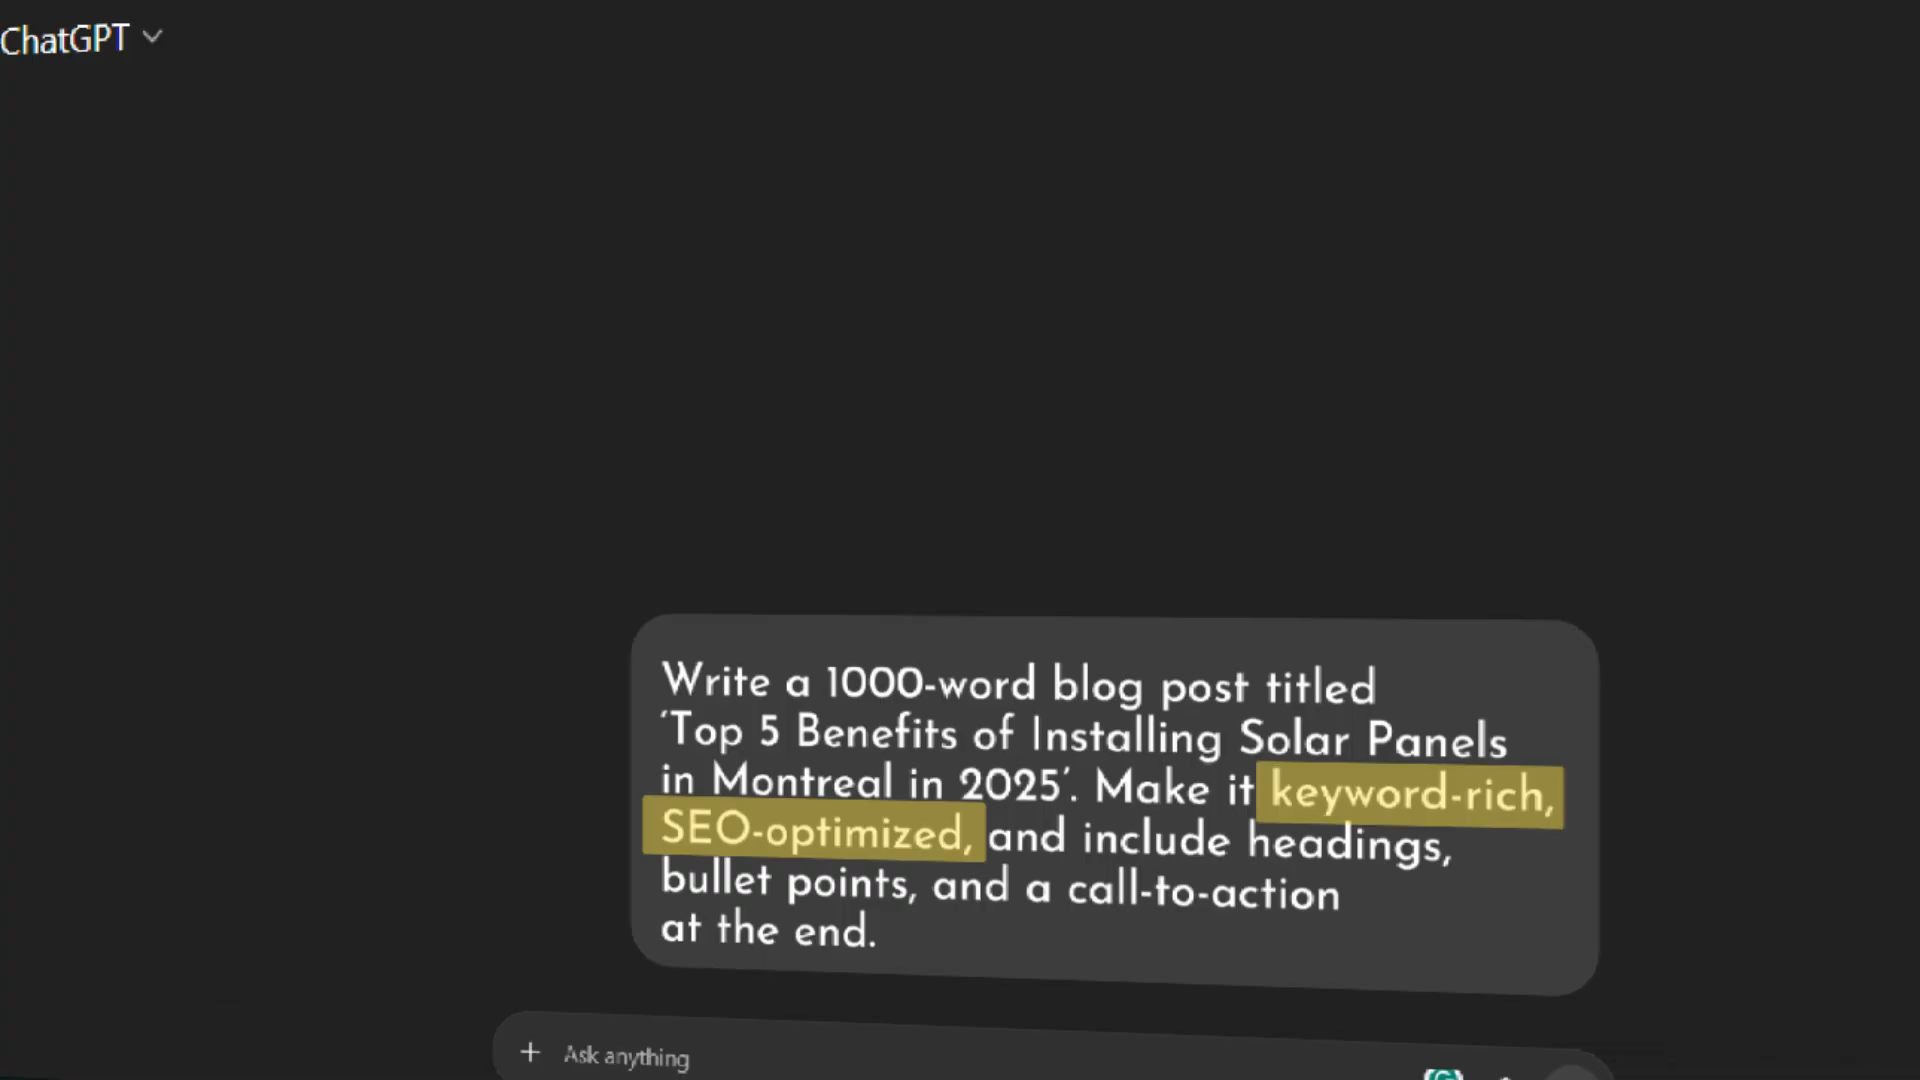 ChatGPT
Write a 1000-word blog post titled
‘Top 5 Benefits of Installing Solar Panels
in Montreal in 2025’. Make it keyword-rich,
SEO-optimized, and include headings,
bullet points, and a call-to-action
at the end.
Ask anything